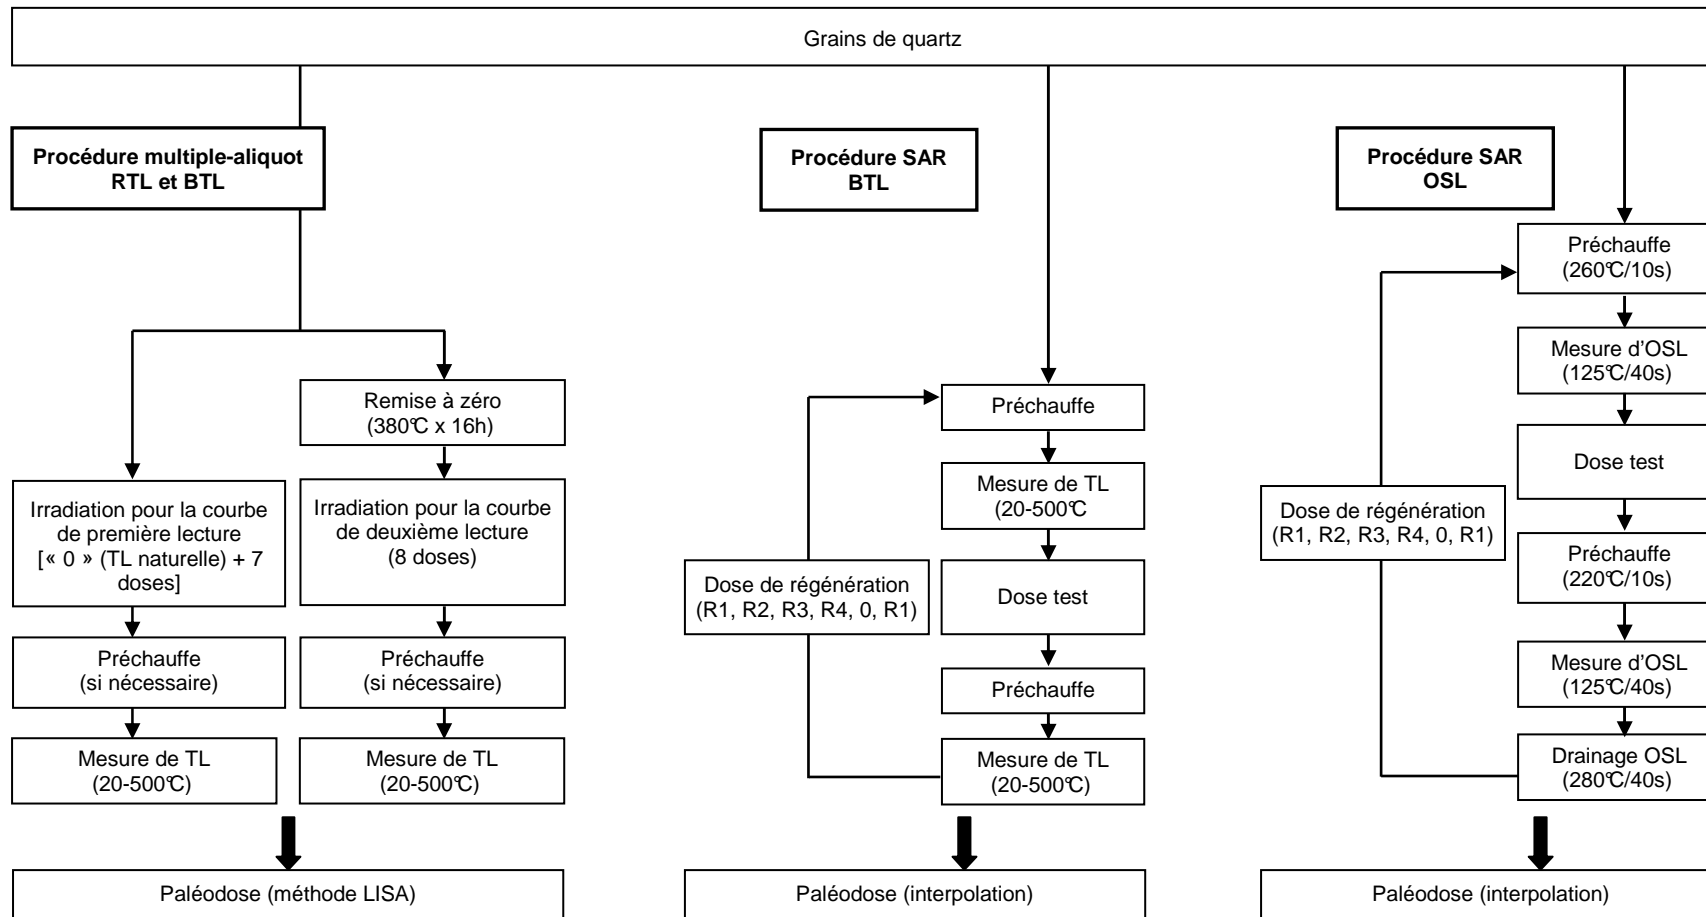 Grains de quartz
Procédure multiple-aliquot
RTL et BTL
Remise à zéro
(380°C x 16h)
Irradiation pour la courbe
de première lecture
[« 0 » (TL naturelle) + 7
doses]
Irradiation pour la courbe
de deuxième lecture
(8 doses)
Préchauffe
(si nécessaire)
Préchauffe
(si nécessaire)
Mesure de TL
(20-500°C)
Mesure de TL
(20-500°C)
Paléodose (méthode LISA)
Procédure SAR
BTL
Préchauffe
Mesure de TL
(20-500°C
Dose de régénération
(R1, R2, R3, R4, 0, R1)
Dose test
Préchauffe
Mesure de TL
(20-500°C)
Paléodose (interpolation)
Procédure SAR
OSL
Préchauffe
(260°C/10s)
Mesure d'OSL
(125°C/40s)
Dose test
Dose de régénération
(R1, R2, R3, R4, 0, R1)
Préchauffe
(220°C/10s)
Mesure d'OSL
(125°C/40s)
Drainage OSL
(280°C/40s)
Paléodose (interpolation)